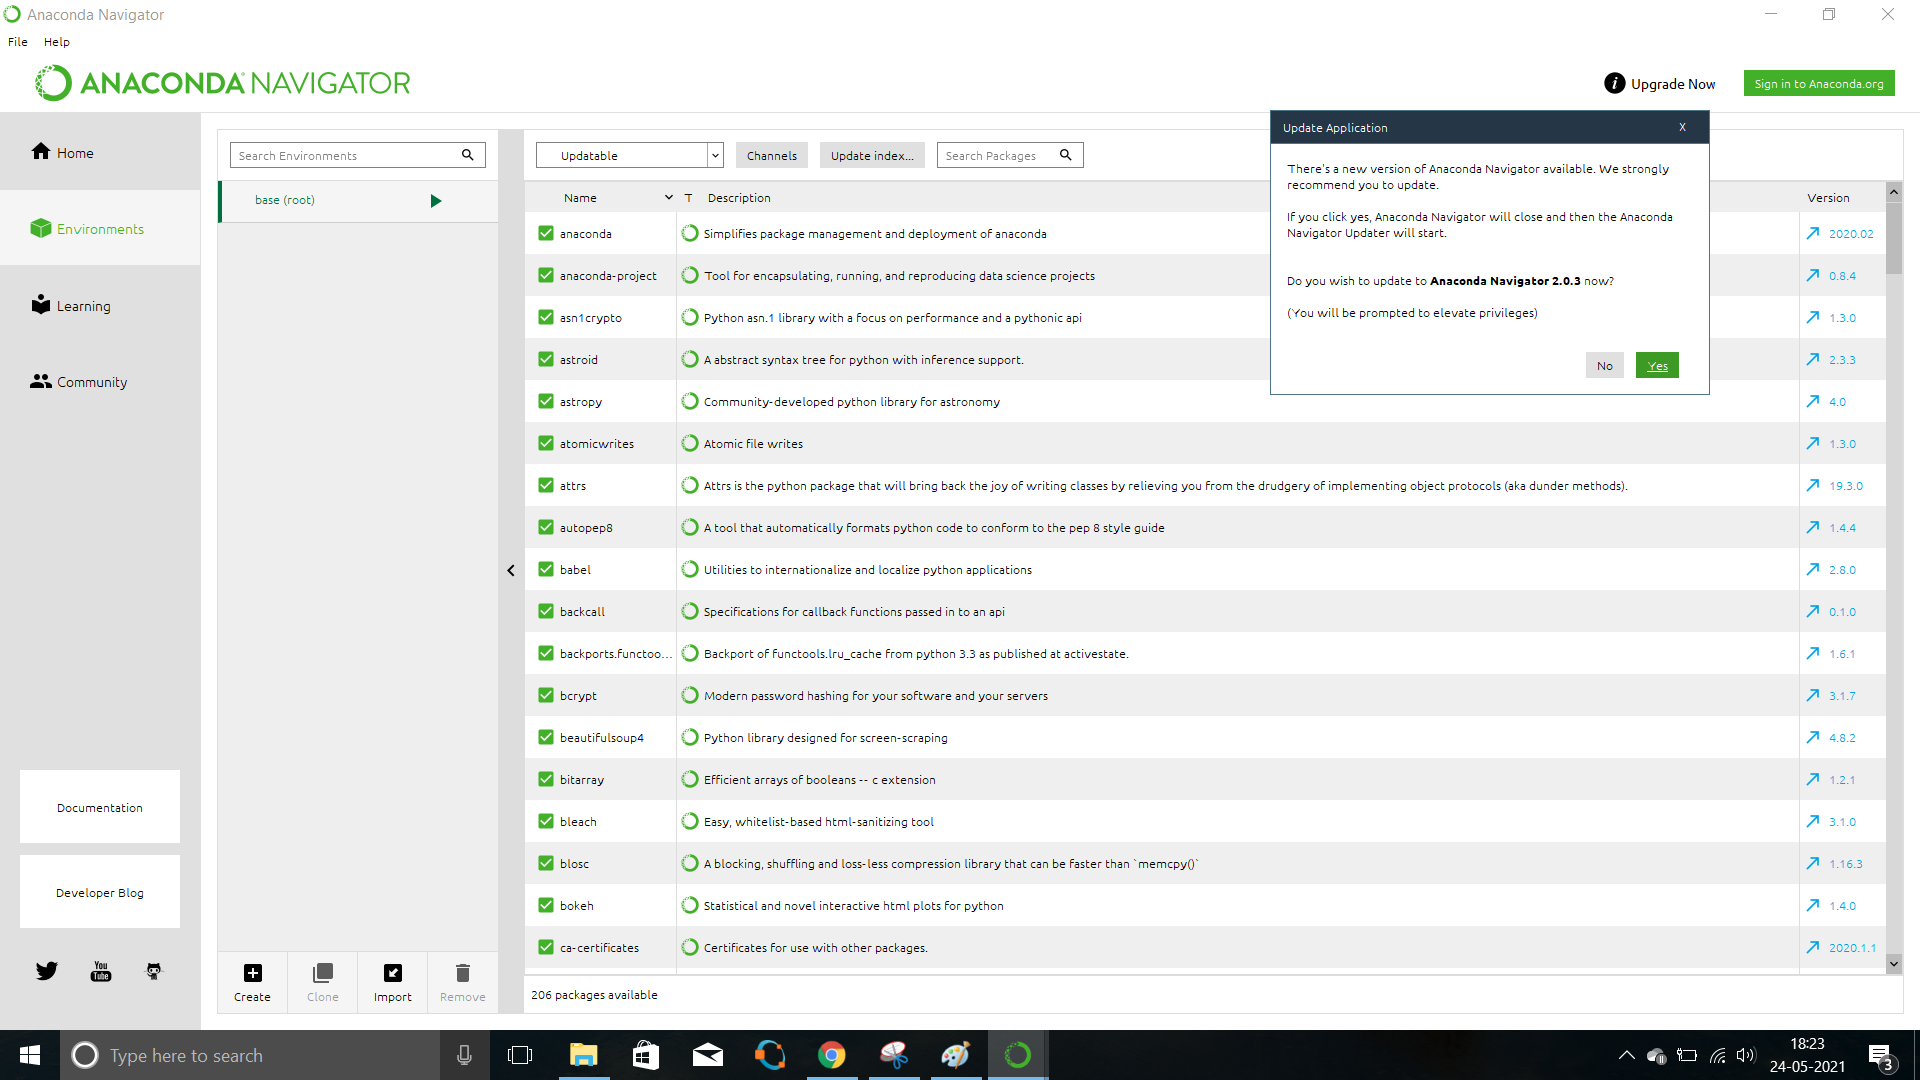 Anaconda Navigator
File Help
ANACONDA NAVIGATOR
i Upgrade Now
Sign in to Anaconda.org
Home
Environments
Learning
Community
Documentation
Developer Blog
You Tube
Search Environments
base (root)
Create Clone Import Remove
Updatable Channels Update index... Search Packages
Name T Description Version
anaconda Simplifies package management and deployment of anaconda 2020.02
anaconda-project Tool for encapsulating, running, and reproducing data science projects 0.8.4
asn1crypto Python asn.1 library with a focus on performance and a pythonic api 1.3.0
astroid A abstract syntax tree for python with inference support. 2.3.3
astropy Community-developed python library for astronomy 4.0
atomicwrites Atomic file writes 1.3.0
attrs Attrs is the python package that will bring back the joy of writing classes by relieving you from the drudgery of implementing object protocols (aka dunder methods). 19.3.0
autopep8 A tool that automatically formats python code to conform to the pep 8 style guide 1.4.4
babel Utilities to internationalize and localize python applications 2.8.0
backcall Specifications for callback functions passed in to an api 0.1.0
backports.functoo... Backport of functools.lru_cache from python 3.3 as published at activestate. 1.6.1
bcrypt Modern password hashing for your software and your servers 3.1.7
beautifulsoup4 Python library designed for screen-scraping 4.8.2
bitarray Efficient arrays of booleans -- c extension 1.2.1
bleach Easy, whitelist-based html-sanitizing tool 3.1.0
blosc A blocking, shuffling and loss-less compression library that can be faster than `memcpy()` 1.16.3
bokeh Statistical and novel interactive html plots for python 1.4.0
ca-certificates Certificates for use with other packages. 2020.1.1
206 packages available
Update Application X
There's a new version of Anaconda Navigator available. We strongly
recommend you to update.
If you click yes, Anaconda Navigator will close and then the Anaconda
Navigator Updater will start.
Do you wish to update to Anaconda Navigator 2.0.3 now?
(You will be prompted to elevate privileges)
No Yes
Type here to search
18:23
24-05-2021
3